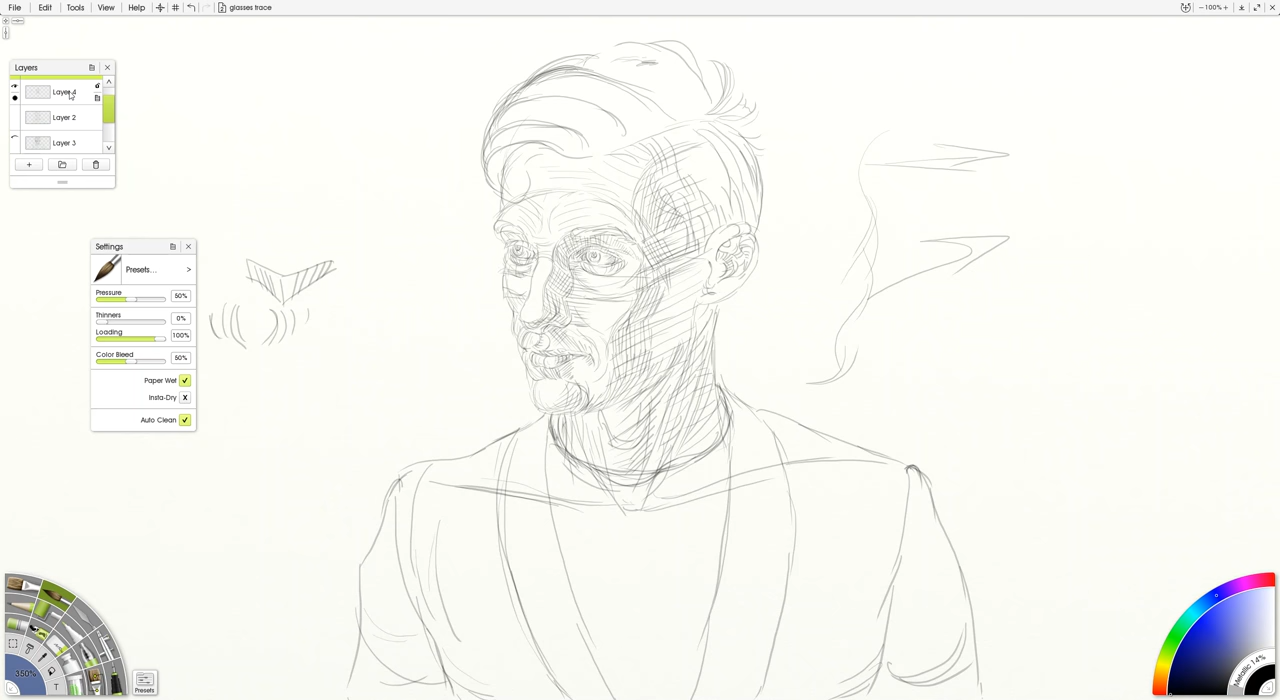 File Edit Tools View Help glasses trace −100%+
Layers
Layer 4
Layer 2
Layer 3
Settings
Presets... >
Pressure 50%
Thinners 0%
Loading 100%
Color Bleed 50%
Paper Wet
Insta-Dry X
Auto Clean
350%
T
Presets
Metallic 14%